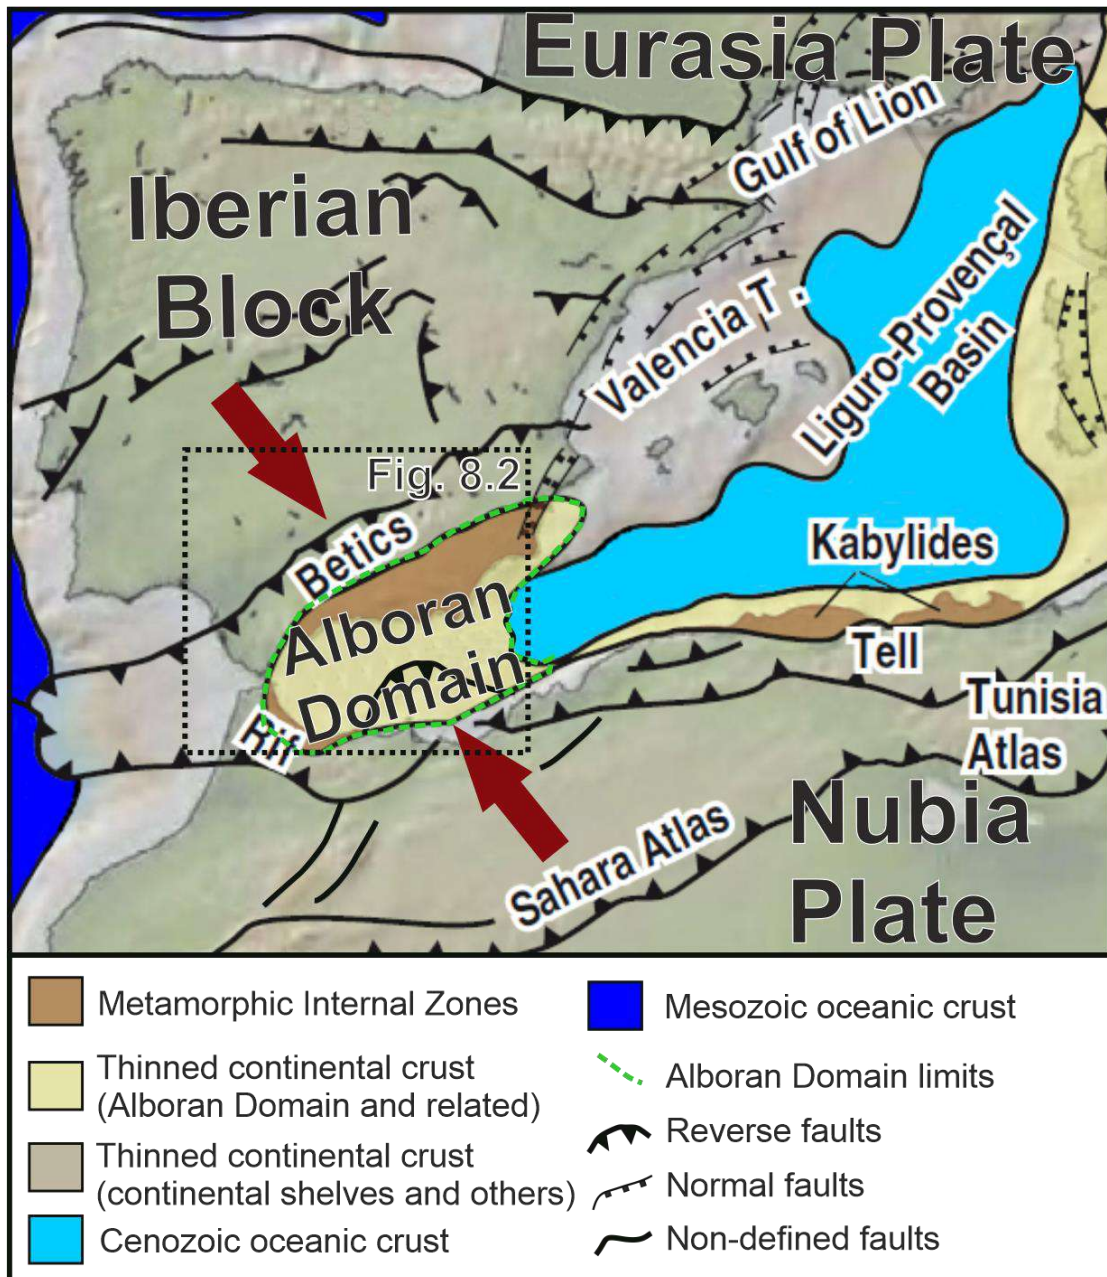 Eurasia Plate
Gulf of Lion
Iberian
Block
Valencia T.
Liguro-Provençal
Basin
Fig. 8.2
Betics
Kabylides
Alboran
Domain
Tell
Rif
Tunisia
Atlas
Sahara Atlas
Nubia
Plate
Metamorphic Internal Zones
Thinned continental crust
(Alboran Domain and related)
Thinned continental crust
(continental shelves and others)
Cenozoic oceanic crust
Mesozoic oceanic crust
Alboran Domain limits
Reverse faults
Normal faults
Non-defined faults